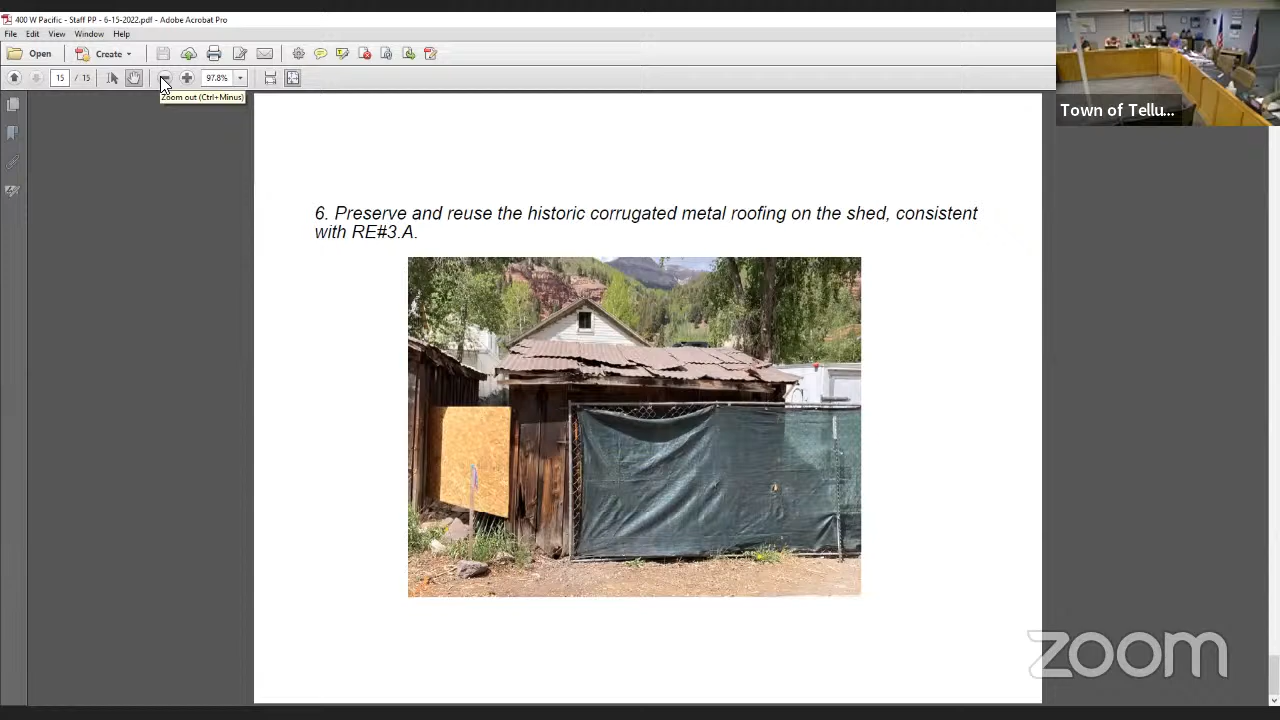 400 W Pacific - Staff PP - 6-15-2022.pdf - Adobe Acrobat Pro
File Edit View Window Help
Open Create
15 / 15 97.8%
Zoom out (Ctrl+Minus)
Town of Tellu...
6. Preserve and reuse the historic corrugated metal roofing on the shed, consistent
with RE#3.A.
zoom